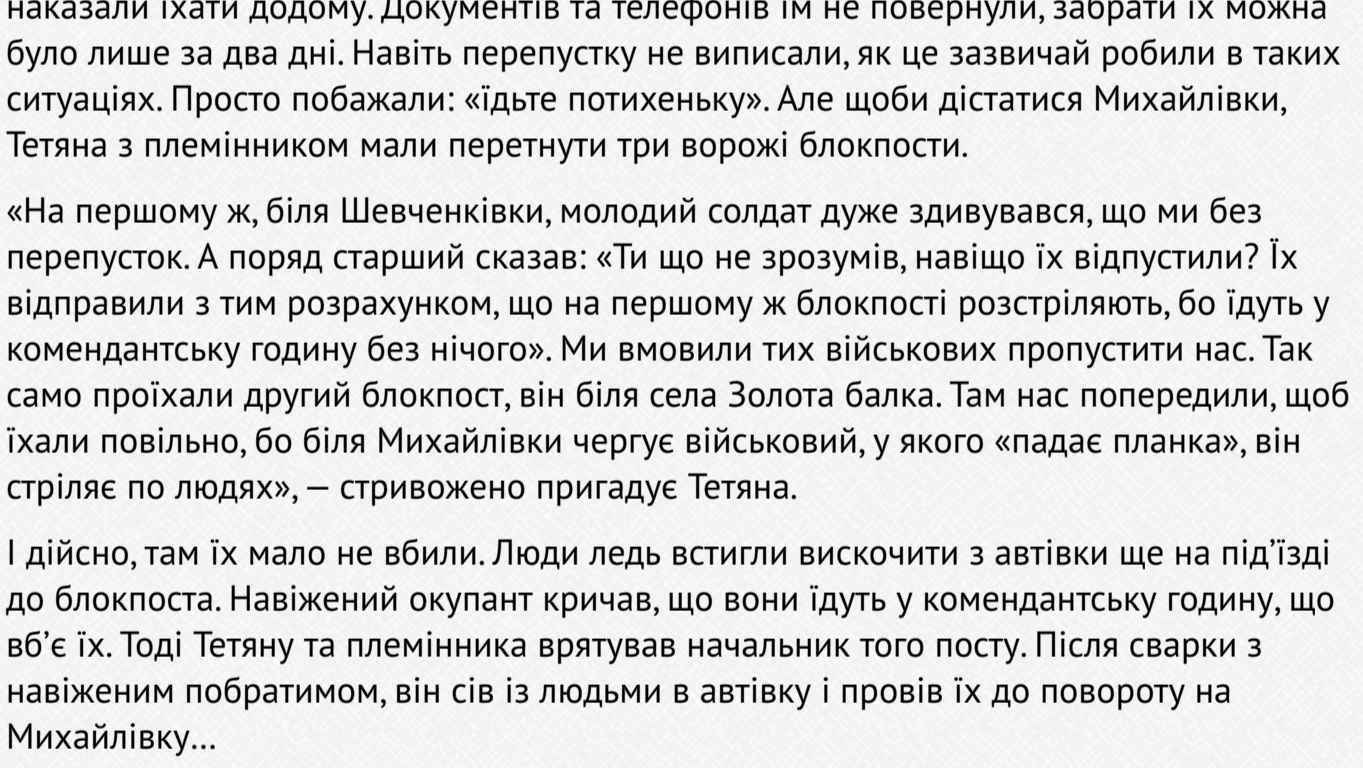 наказали їхати додому. Документів та телефонів їм не повернули, забрати їх можна
було лише за два дні. Навіть перепустку не виписали, як це зазвичай робили в таких
ситуаціях. Просто побажали: «їдьте потихеньку». Але щоби дістатися Михайлівки,
Тетяна з племінником мали перетнути три ворожі блокпости.
«На першому ж, біля Шевченківки, молодий солдат дуже здивувався, що ми без
перепусток. А поряд старший сказав: «Ти що не зрозумів, навіщо їх відпустили? Їх
відправили з тим розрахунком, що на першому ж блокпості розстріляють, бо їдуть у
комендантську годину без нічого». Ми вмовили тих військових пропустити нас. Так
само проїхали другий блокпост, він біля села Золота балка. Там нас попередили, щоб
їхали повільно, бо біля Михайлівки чергує військовий, у якого «падає планка», він
стріляє по людях», — стривожено пригадує Тетяна.
І дійсно, там їх мало не вбили. Люди ледь встигли вискочити з автівки ще на під’їзді
до блокпоста. Навіжений окупант кричав, що вони їдуть у комендантську годину, що
вб’є їх. Тоді Тетяну та племінника врятував начальник того посту. Після сварки з
навіженим побратимом, він сів із людьми в автівку і провів їх до повороту на
Михайлівку…